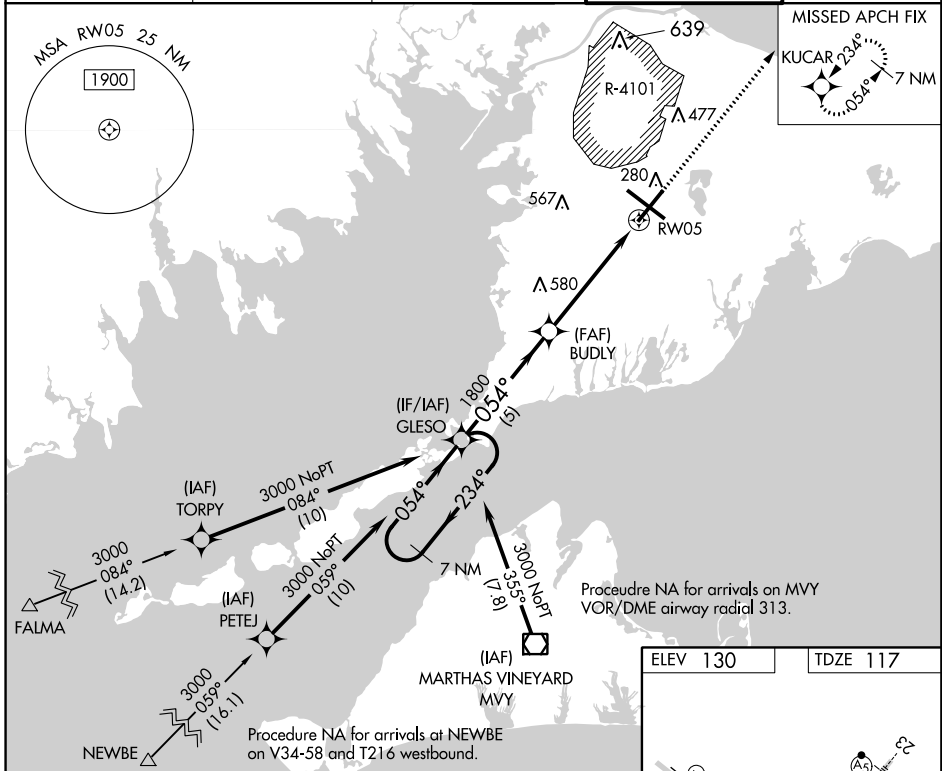 MSA RW05 25 NM
1900
639
R-4101
477
280
567
RW05
580
MISSED APCH FIX
KUCAR
234°
054°
7 NM
(FAF)
BUDLY
1800
054°
(5)
(IF/IAF)
GLESO
3000 NoPT
084°
(10)
(IAF)
TORPY
054°
234°
7 NM
3000
084°
(14.2)
FALMA
3000 NoPT
059°
(10)
(IAF)
PETEJ
3000 NoPT
355°
(7.8)
Proceudre NA for arrivals on MVY
VOR/DME airway radial 313.
(IAF)
MARTHAS VINEYARD
MVY
3000
059°
(16.1)
NEWBE
Procedure NA for arrivals at NEWBE
on V34-58 and T216 westbound.
ELEV 130
TDZE 117
A5
23